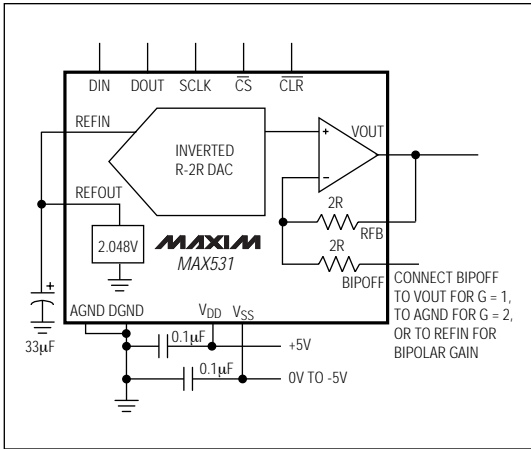 DIN DOUT SCLK CS CLR
REFIN
VOUT
+
INVERTED
R-2R DAC
−
REFOUT
2R
RFB
2.048V
MAXIM
2R
MAX531
BIPOFF
CONNECT BIPOFF
TO VOUT FOR G = 1,
TO AGND FOR G = 2,
OR TO REFIN FOR
BIPOLAR GAIN
+
33µF
AGND DGND VDD VSS
0.1µF
+5V
0.1µF
0V TO -5V